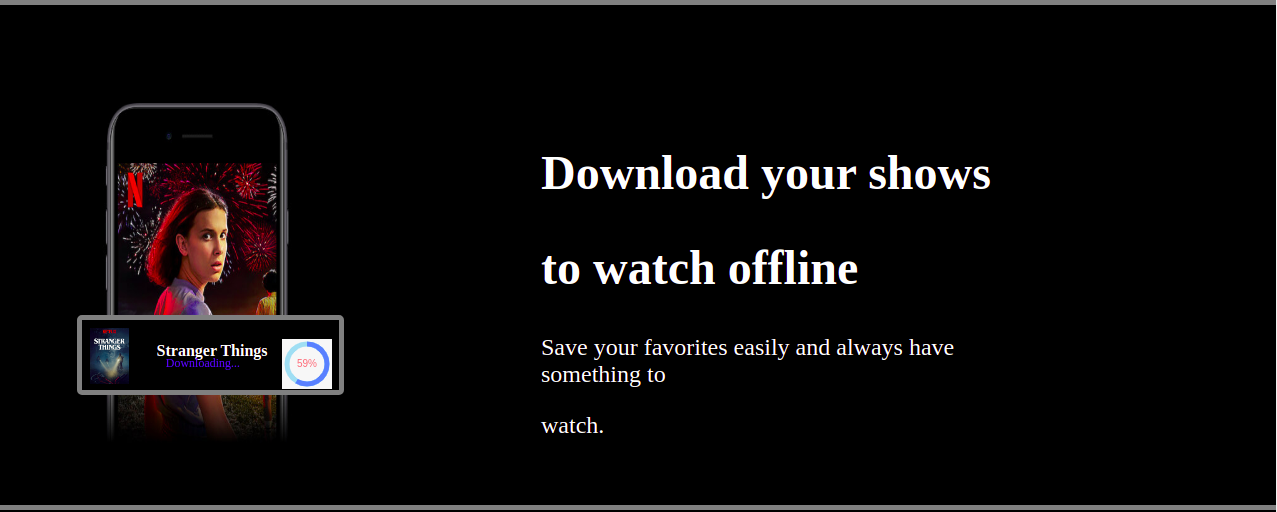 Download your shows
to watch offline
Save your favorites easily and always have
something to
watch.
N
STRANGER
THINGS
Stranger Things
Downloading...
59%